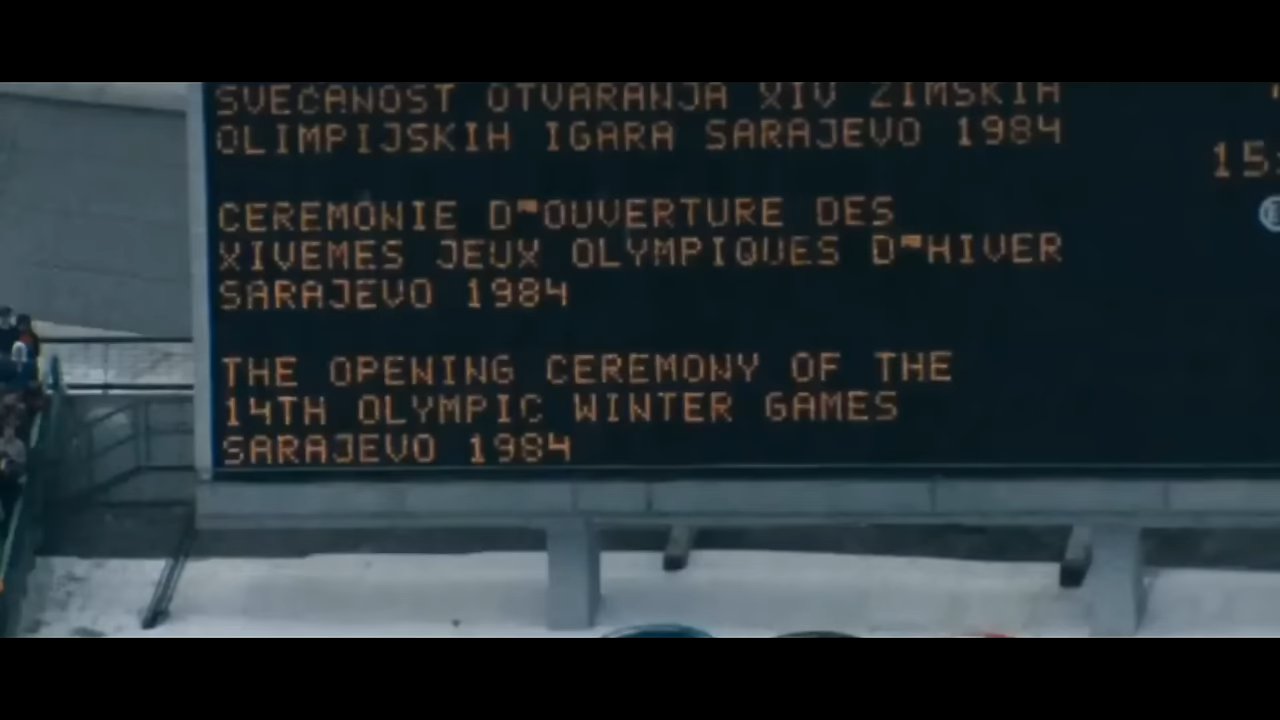 SVEČANOST OTVARANJA XIV ZIMSKIH
OLIMPIJSKIH IGARA SARAJEVO 1984
15:
CEREMONIE D"OUVERTURE DES
XIVEMES JEUX OLYMPIQUES D"HIVER
SARAJEVO 1984
THE OPENING CEREMONY OF THE
14TH OLYMPIC WINTER GAMES
SARAJEVO 1984